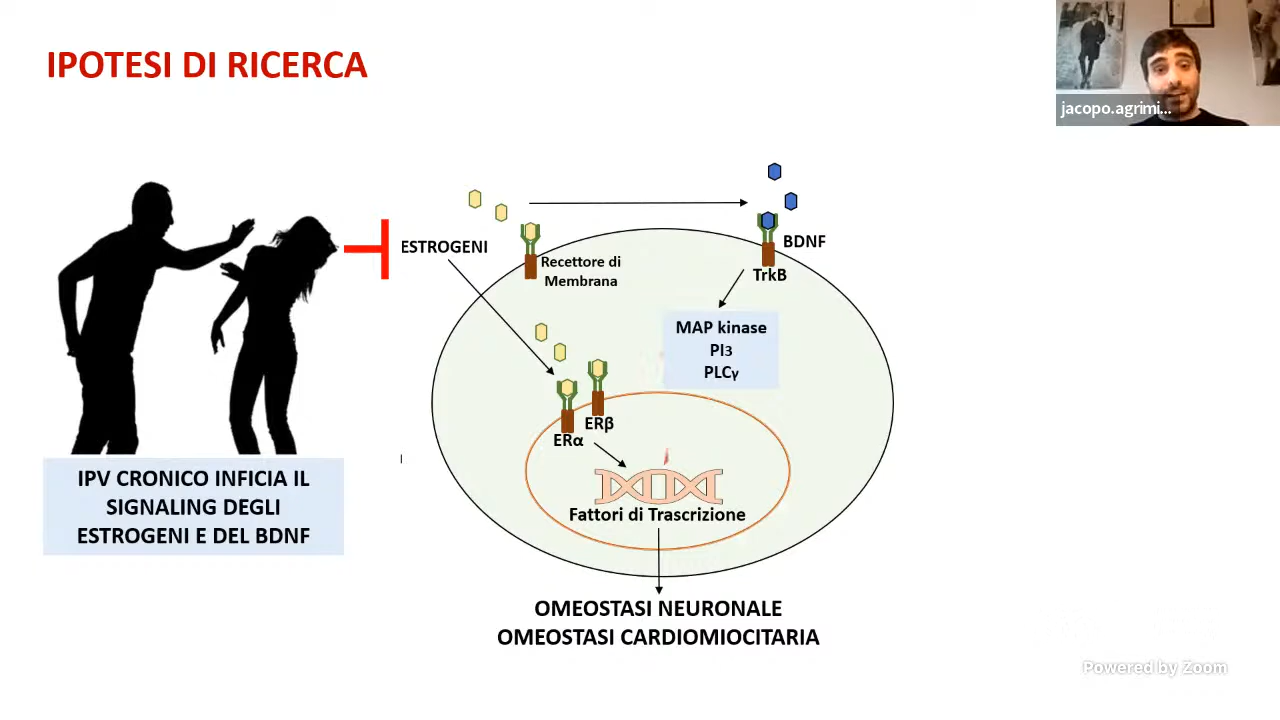 IPOTESI DI RICERCA
jacopo.agrimi...
ESTROGENI
Recettore di
Membrana
BDNF
TrkB
MAP kinase
PI3
PLCγ
ERβ
ERα
Fattori di Trascrizione
IPV CRONICO INFICIA IL
SIGNALING DEGLI
ESTROGENI E DEL BDNF
OMEOSTASI NEURONALE
OMEOSTASI CARDIOMIOCITARIA
Powered by Zoom